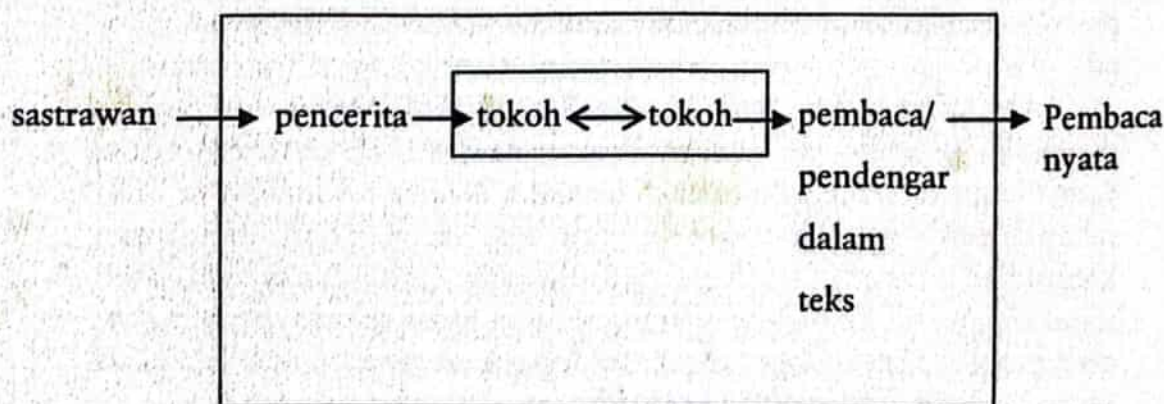 sastrawan pencerita tokoh tokoh pembaca/ Pembaca
nyata
pendengar
dalam
teks